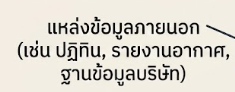 แหล่งข้อมูลภายนอก
(เช่น ปฏิทิน, รายงานอากาศ,
ฐานข้อมูลบริษัท)